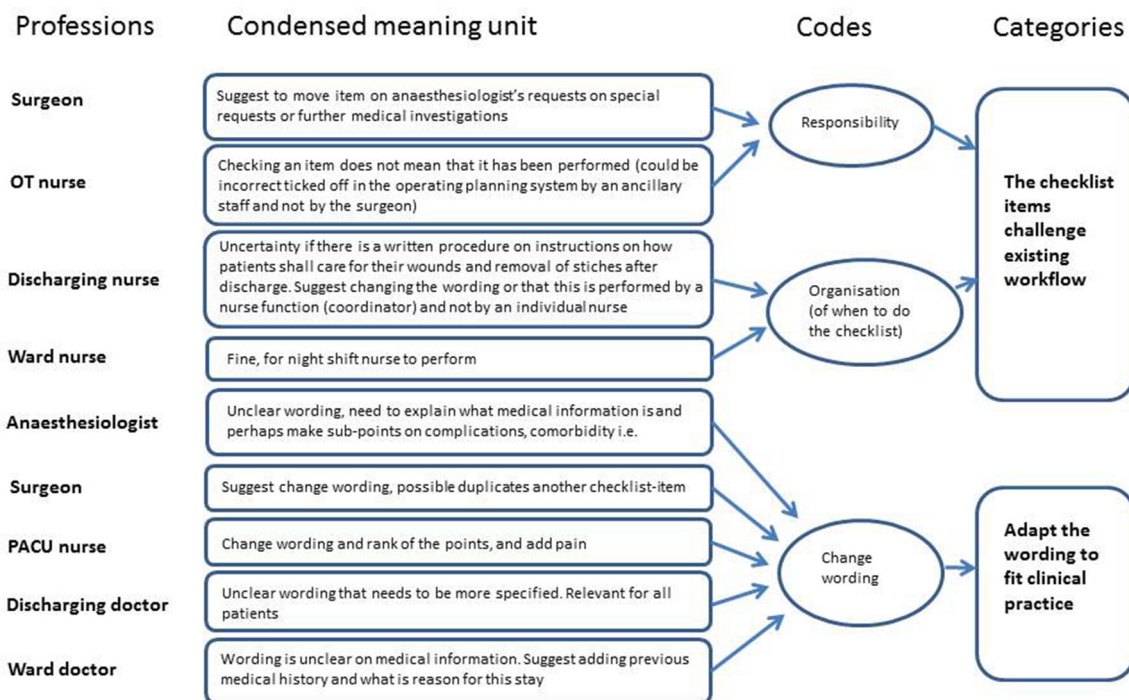 Professions
Condensed meaning unit
Codes
Categories
Surgeon
Suggest to move item on anaesthesiologist's requests on special
requests or further medical investigations
Responsibility
OT nurse
Checking an item does not mean that it has been performed (could be
incorrect ticked off in the operating planning system by an ancillary
staff and not by the surgeon)
The checklist
items
challenge
existing
workflow
Discharging nurse
Uncertainty if there is a written procedure on instructions on how
patients shall care for their wounds and removal of stiches after
discharge. Suggest changing the wording or that this is performed by a
nurse function (coordinator) and not by an individual nurse
Organisation
(of when to do
the checklist)
Ward nurse
Fine, for night shift nurse to perform
Anaesthesiologist
Unclear wording, need to explain what medical information is and
perhaps make sub-points on complications, comorbidity i.e.
Surgeon
Suggest change wording, possible duplicates another checklist-item
PACU nurse
Change wording and rank of the points, and add pain
Change
wording
Adapt the
wording to
fit clinical
practice
Discharging doctor
Unclear wording that needs to be more specified. Relevant for all
patients
Ward doctor
Wording is unclear on medical information. Suggest adding previous
medical history and what is reason for this stay